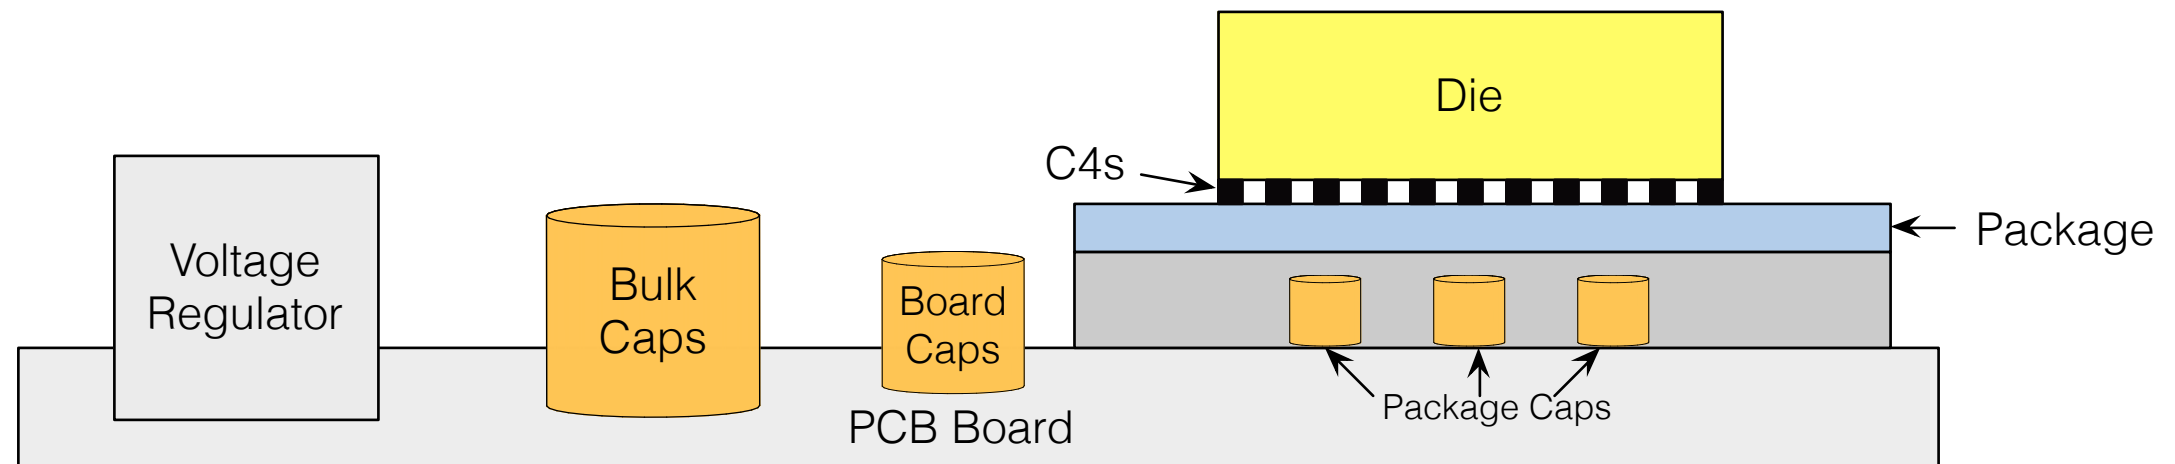 Die
C4s
Package
Voltage
Regulator
Bulk
Caps
Board
Caps
PCB Board
Package Caps